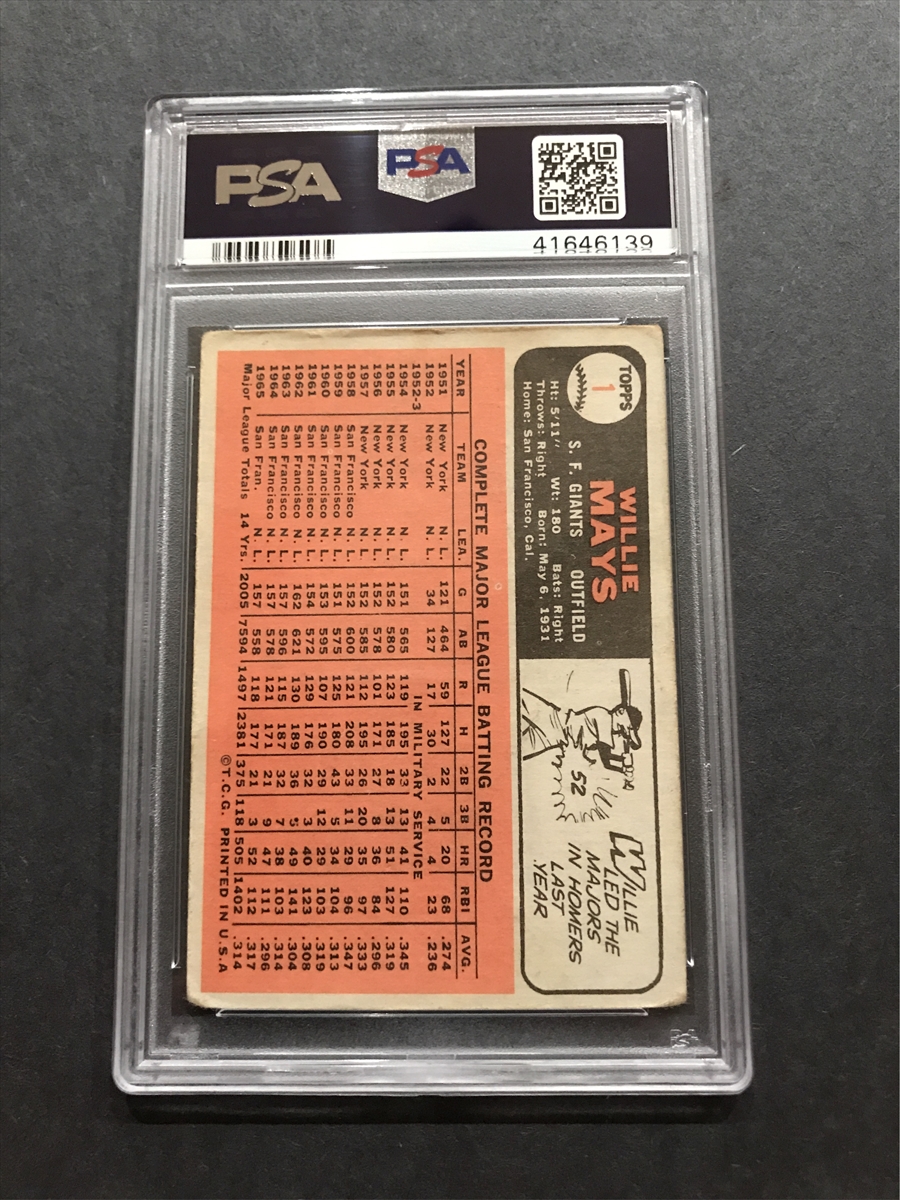 PSA
PSA
41646139
TOPPS
1
WILLIE
MAYS
S. F. GIANTS OUTFIELD
Ht: 5'11" Wt: 180 Bats: Right
Throws: Right Born: May 6, 1931
Home: San Francisco, Cal.
52
WILLIE
LED THE
MAJORS
IN HOMERS
LAST
YEAR
COMPLETE MAJOR LEAGUE BATTING RECORD
YEAR TEAM LEA. G AB R H 2B 3B HR RBI AVG.
1951 New York N. L. 121 464 59 127 22 5 20 68 .274
1952 New York N. L. 34 127 17 30 2 4 4 23 .236
1952-3 IN MILITARY SERVICE
1954 New York N. L. 151 565 119 195 33 13 41 110 .345
1955 New York N. L. 152 580 123 185 18 13 51 127 .319
1956 New York N. L. 152 578 101 171 27 8 36 84 .296
1957 New York N. L. 152 585 112 195 26 20 35 97 .333
1958 San Francisco N. L. 152 600 121 208 33 11 29 96 .347
1959 San Francisco N. L. 151 575 125 180 43 5 34 104 .313
1960 San Francisco N. L. 153 595 107 190 29 12 29 103 .319
1961 San Francisco N. L. 154 572 129 176 32 3 40 123 .308
1962 San Francisco N. L. 162 621 130 189 36 5 49 141 .304
1963 San Francisco N. L. 157 596 115 187 32 7 38 103 .314
1964 San Francisco N. L. 157 578 121 171 21 9 47 111 .296
1965 San Fran. N. L. 157 558 118 177 21 3 52 112 .317
Major League Totals 14 Yrs. 2005 7594 1497 2381 375 118 505 1402 .314
©T.C.G. PRINTED IN U.S.A